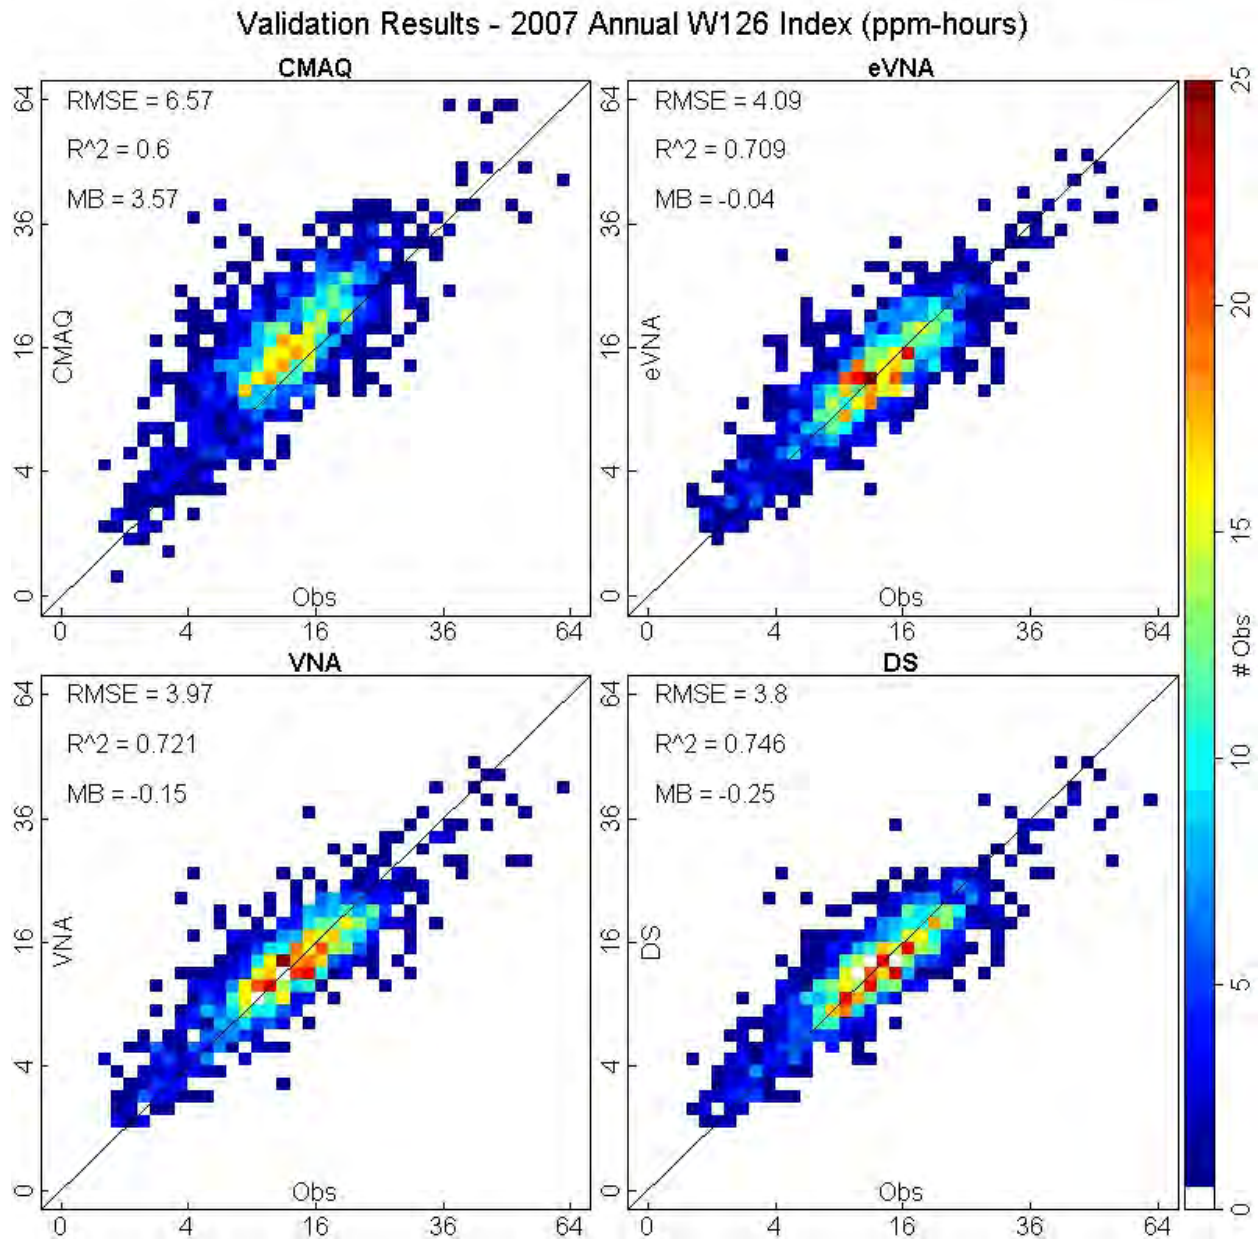 Validation Results - 2007 Annual W126 Index (ppm-hours)
CMAQ
RMSE = 6.57
R^2 = 0.6
MB = 3.57
64
36
16
4
0
CMAQ
Obs
0 4 16 36 64
eVNA
RMSE = 4.09
R^2 = 0.709
MB = -0.04
64
36
16
4
0
eVNA
Obs
0 4 16 36 64
VNA
RMSE = 3.97
R^2 = 0.721
MB = -0.15
64
36
16
4
0
VNA
Obs
0 4 16 36 64
DS
RMSE = 3.8
R^2 = 0.746
MB = -0.25
64
36
16
4
0
DS
Obs
0 4 16 36 64
25
20
15
# Obs
10
5
0